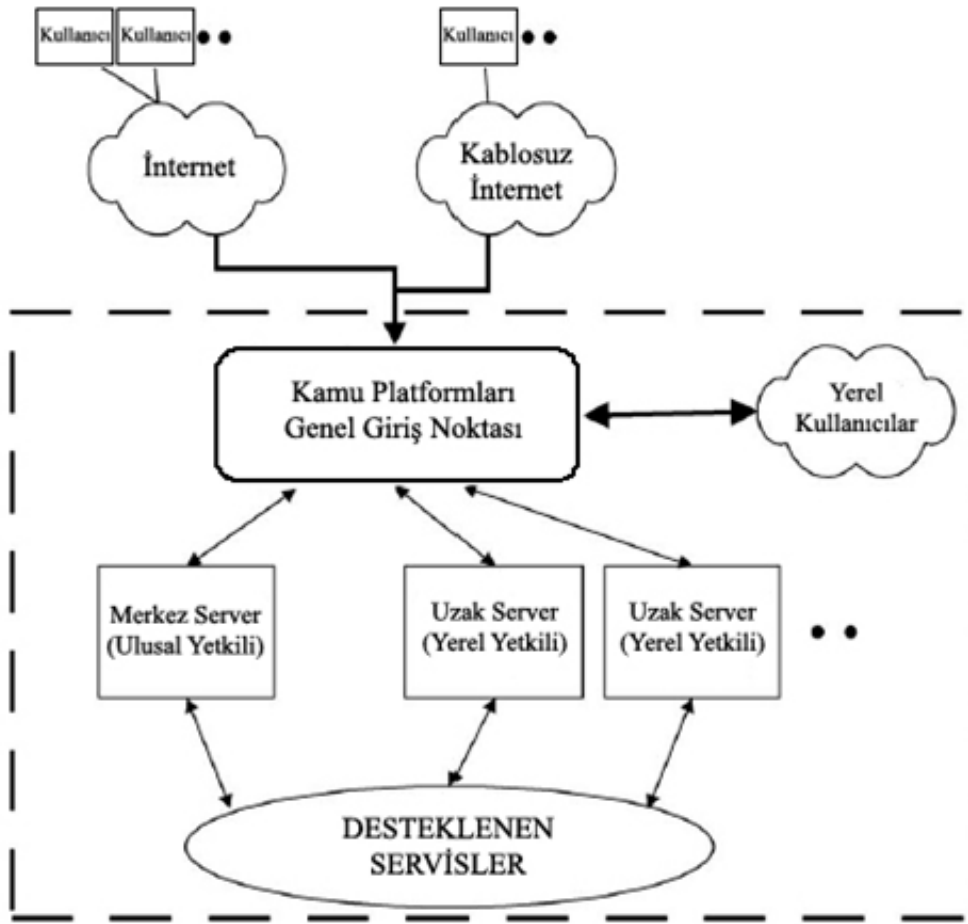 Kullanıcı
Kullanıcı
Kullanıcı
İnternet
Kablosuz
İnternet
Kamu Platformları
Genel Giriş Noktası
Yerel
Kullanıcılar
Merkez Server
(Ulusal Yetkili)
Uzak Server
(Yerel Yetkili)
Uzak Server
(Yerel Yetkili)
DESTEKLENEN
SERVİSLER